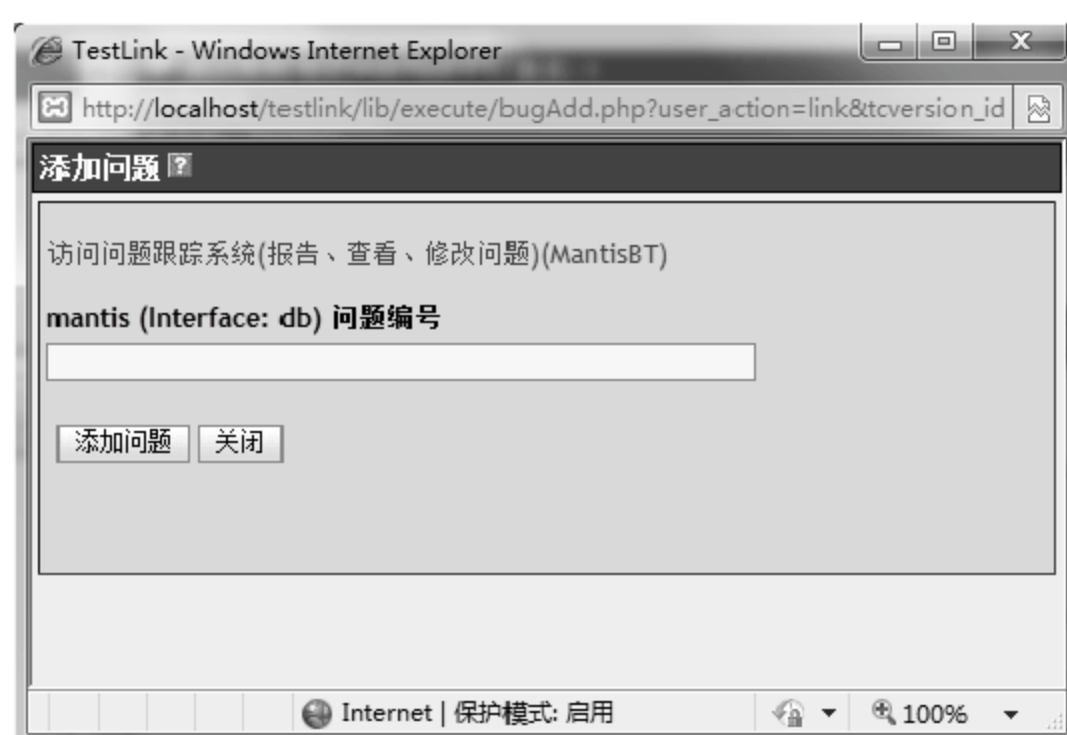 TestLink - Windows Internet Explorer
http://localhost/testlink/lib/execute/bugAdd.php?user_action=link&tcversion_id
添加问题 ?
访问问题跟踪系统(报告、查看、修改问题)(MantisBT)
mantis (Interface: db) 问题编号
添加问题 关闭
Internet | 保护模式: 启用 100%